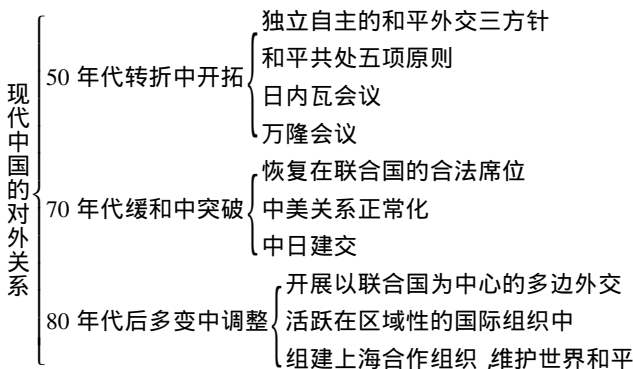 现代中国的对外关系
50 年代转折中开拓
独立自主的和平外交三方针
和平共处五项原则
日内瓦会议
万隆会议
70 年代缓和中突破
恢复在联合国的合法席位
中美关系正常化
中日建交
80 年代后多变中调整
开展以联合国为中心的多边外交
活跃在区域性的国际组织中
组建上海合作组织,维护世界和平